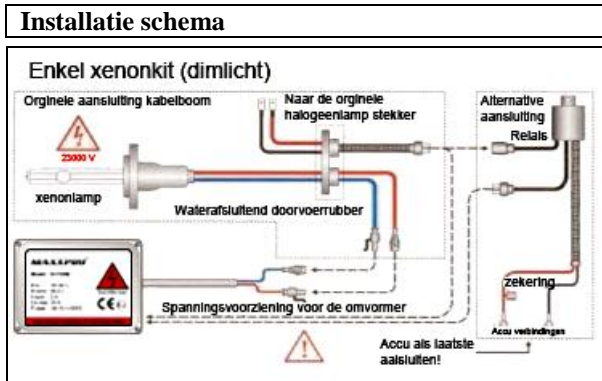 Installatie schema
Enkel xenonkit (dimlicht)
Orginele aansluiting kabelboom
Naar de orginele
halogeenlamp stekker
Alternative
aansluiting
Relais
23000 V
xenonlamp
Waterafsluitend doorvoerrubber
Spanningsvoorziening voor de omvormer
zekering
Accu verbindingen
Accu als laatste
aalsluiten!